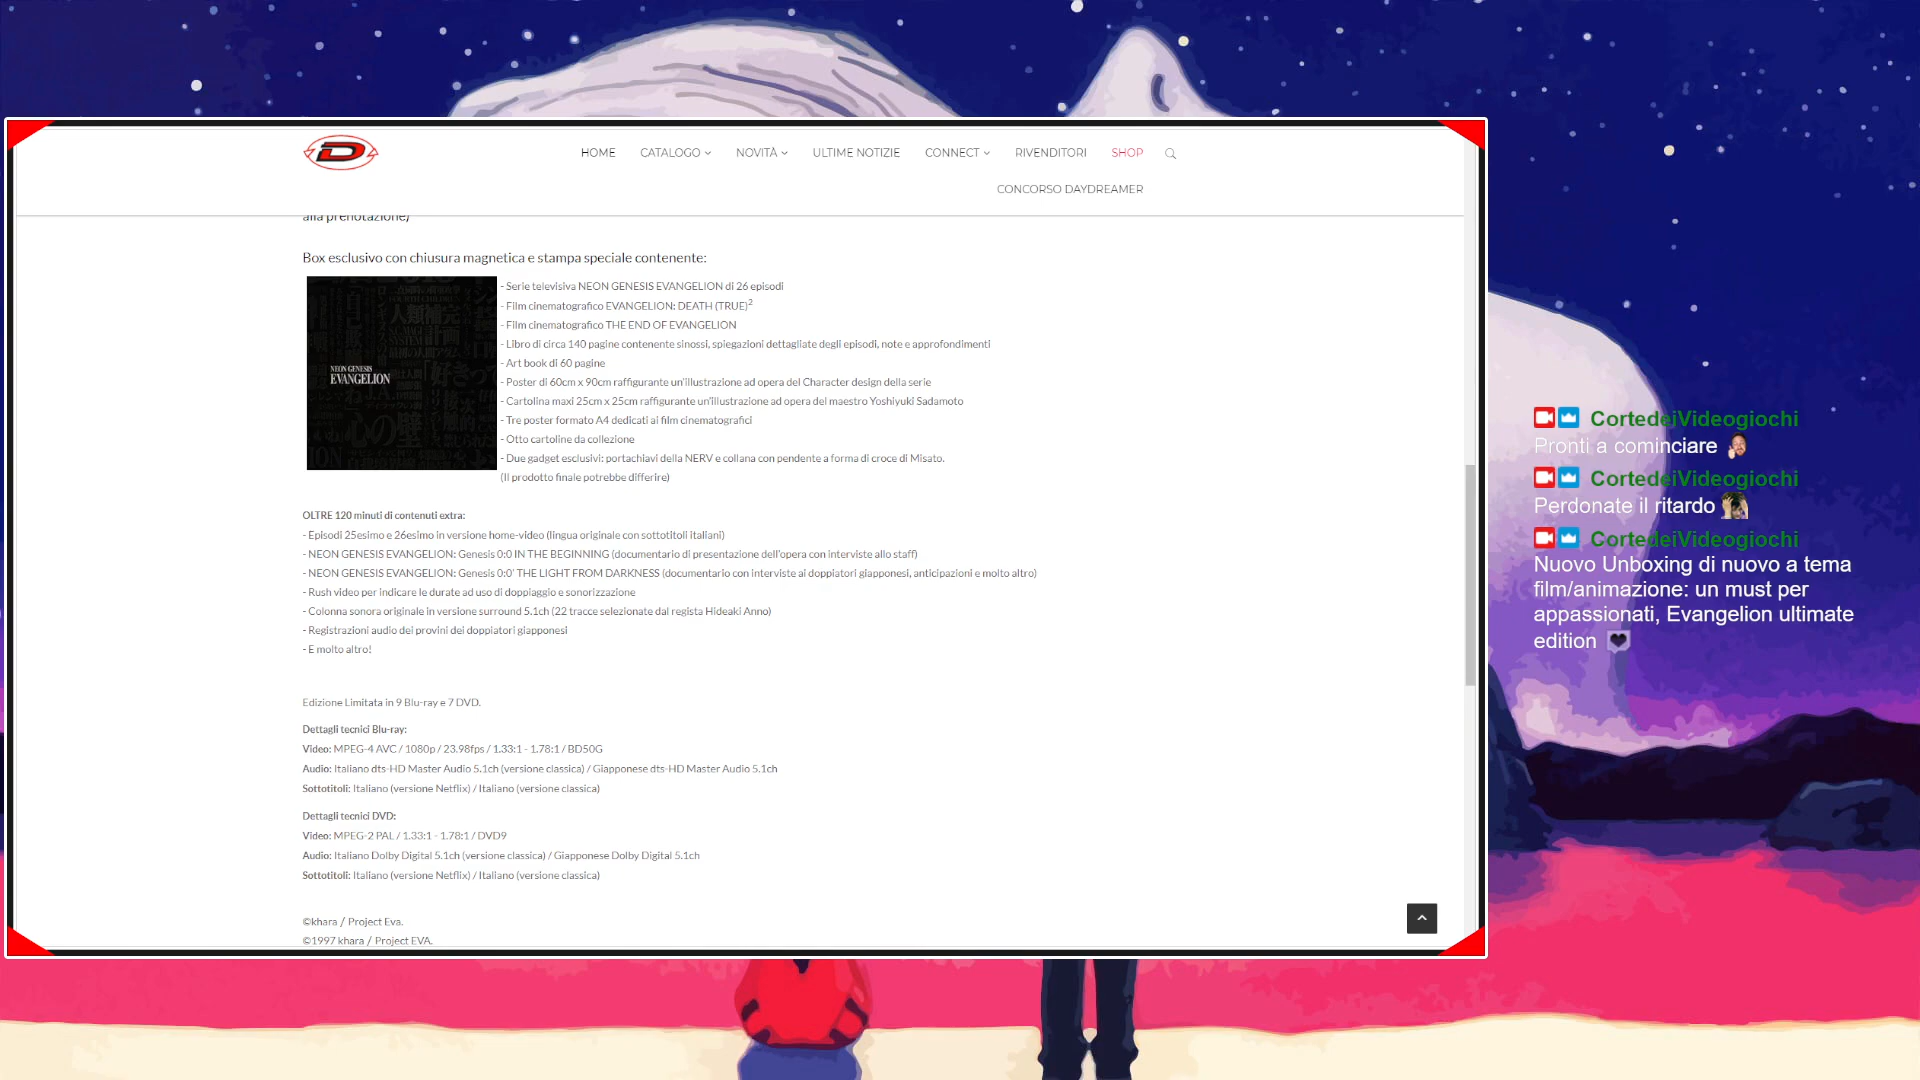 D
HOME
CATALOGO
NOVITÀ
ULTIME NOTIZIE
CONNECT
RIVENDITORI
SHOP
CONCORSO DAYDREAMER
alla prenotazione)
Box esclusivo con chiusura magnetica e stampa speciale contenente:
NEON GENESIS
EVANGELION
- Serie televisiva NEON GENESIS EVANGELION di 26 episodi
- Film cinematografico EVANGELION: DEATH (TRUE)²
- Film cinematografico THE END OF EVANGELION
- Libro di circa 140 pagine contenente sinossi, spiegazioni dettagliate degli episodi, note e approfondimenti
- Art book di 60 pagine
- Poster di 60cm x 90cm raffigurante un'illustrazione ad opera del Character design della serie
- Cartolina maxi 25cm x 25cm raffigurante un'illustrazione ad opera del maestro Yoshiyuki Sadamoto
- Tre poster formato A4 dedicati ai film cinematografici
- Otto cartoline da collezione
- Due gadget esclusivi: portachiavi della NERV e collana con pendente a forma di croce di Misato.
(Il prodotto finale potrebbe differire)
OLTRE 120 minuti di contenuti extra:
- Episodi 25esimo e 26esimo in versione home-video (lingua originale con sottotitoli italiani)
- NEON GENESIS EVANGELION: Genesis 0:0 IN THE BEGINNING (documentario di presentazione dell'opera con interviste allo staff)
- NEON GENESIS EVANGELION: Genesis 0:0' THE LIGHT FROM DARKNESS (documentario con interviste ai doppiatori giapponesi, anticipazioni e molto altro)
- Rush video per indicare le durate ad uso di doppiaggio e sonorizzazione
- Colonna sonora originale in versione surround 5.1ch (22 tracce selezionate dal regista Hideaki Anno)
- Registrazioni audio dei provini dei doppiatori giapponesi
- E molto altro!
Edizione Limitata in 9 Blu-ray e 7 DVD.
Dettagli tecnici Blu-ray:
Video: MPEG-4 AVC / 1080p / 23.98fps / 1.33:1 - 1.78:1 / BD50G
Audio: Italiano dts-HD Master Audio 5.1ch (versione classica) / Giapponese dts-HD Master Audio 5.1ch
Sottotitoli: Italiano (versione Netflix) / Italiano (versione classica)
Dettagli tecnici DVD:
Video: MPEG-2 PAL / 1.33:1 - 1.78:1 / DVD9
Audio: Italiano Dolby Digital 5.1ch (versione classica) / Giapponese Dolby Digital 5.1ch
Sottotitoli: Italiano (versione Netflix) / Italiano (versione classica)
©khara / Project Eva.
©1997 khara / Project EVA.
CortedeiVideogiochi
Pronti a cominciare
CortedeiVideogiochi
Perdonate il ritardo
CortedeiVideogiochi
Nuovo Unboxing di nuovo a tema
film/animazione: un must per
appassionati, Evangelion ultimate
edition